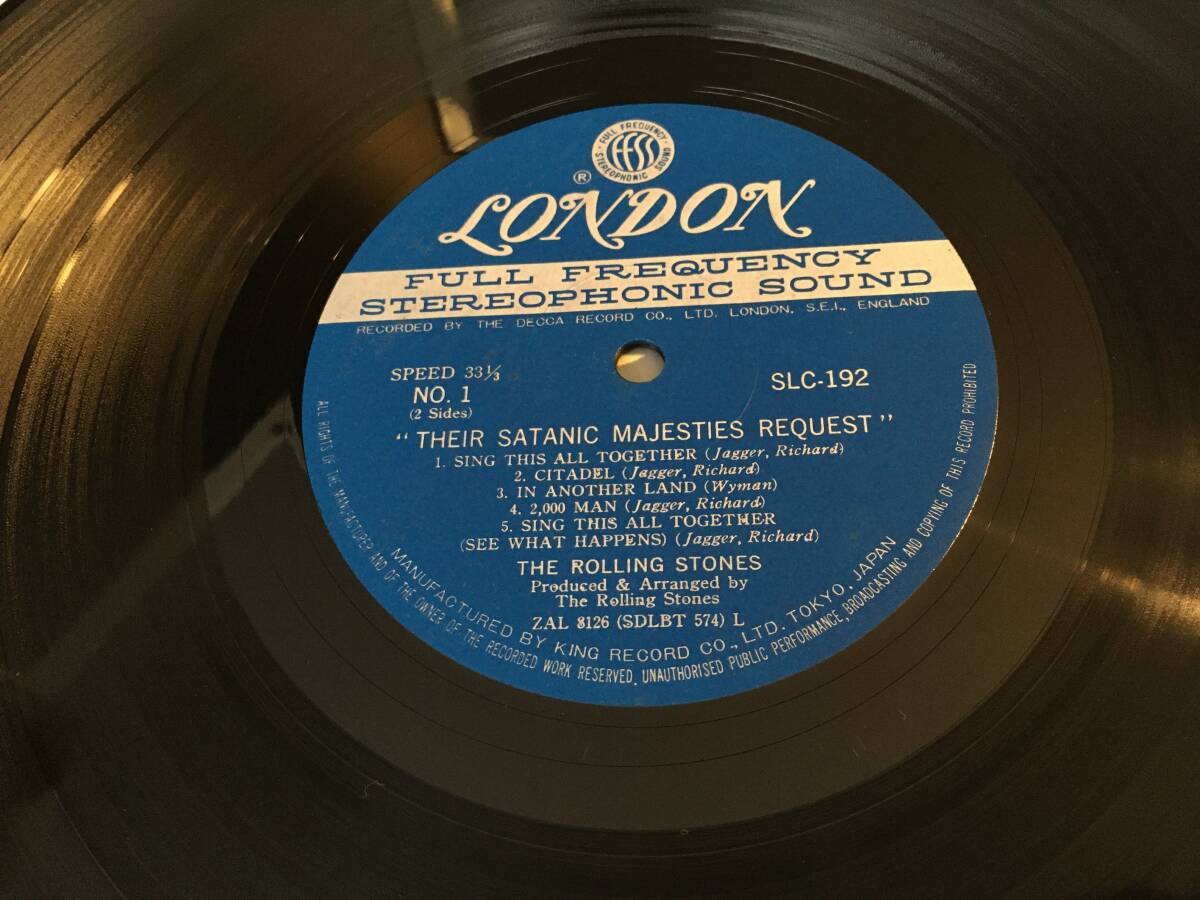 FULL FREQUENCY
FFSS
STEREOPHONIC SOUND
®
LONDON
FULL FREQUENCY
STEREOPHONIC SOUND
RECORDED BY THE DECCA RECORD CO., LTD. LONDON, S.E.I., ENGLAND
SPEED 33⅓
NO. 1
(2 Sides)
SLC-192
"THEIR SATANIC MAJESTIES REQUEST"
1. SING THIS ALL TOGETHER (Jagger, Richard)
2. CITADEL (Jagger, Richard)
3. IN ANOTHER LAND (Wyman)
4. 2,000 MAN (Jagger, Richard)
5. SING THIS ALL TOGETHER
(SEE WHAT HAPPENS) (Jagger, Richard)
THE ROLLING STONES
Produced & Arranged by
The Rolling Stones
ZAL 8126 (SDLBT 574) L
MANUFACTURED BY KING RECORD CO., LTD. TOKYO, JAPAN
ALL RIGHTS OF THE MANUFACTURER AND OF THE OWNER OF THE RECORDED WORK RESERVED. UNAUTHORISED PUBLIC PERFORMANCE, BROADCASTING AND COPYING OF THIS RECORD PROHIBITED